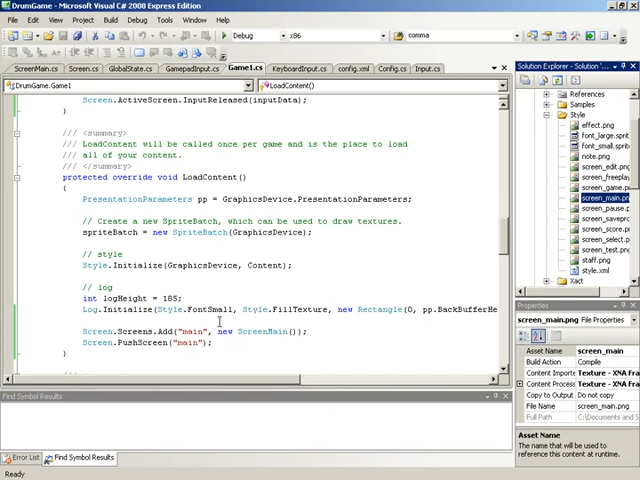 DrumGame - Microsoft Visual C# 2008 Express Edition
File Edit View Project Build Debug Tools Window Help
Debug x86 comma
ScreenMain.cs Screen.cs GlobalState.cs GamepadInput.cs Game1.cs KeyboardInput.cs config.xml Config.cs Input.cs
DrumGame.Game1 LoadContent()
Screen.ActiveScreen.InputReleased(inputData);
}
/// <summary>
/// LoadContent will be called once per game and is the place to load
/// all of your content.
/// </summary>
protected override void LoadContent()
{
PresentationParameters pp = GraphicsDevice.PresentationParameters;
// Create a new SpriteBatch, which can be used to draw textures.
spriteBatch = new SpriteBatch(GraphicsDevice);
// style
Style.Initialize(GraphicsDevice, Content);
// log
int logHeight = 185;
Log.Initialize(Style.FontSmall, Style.FillTexture, new Rectangle(0, pp.BackBufferHe
Screen.Screens.Add("main", new ScreenMain());
Screen.PushScreen("main");
}
Find Symbol Results
Error List Find Symbol Results
Ready
Solution Explorer - Solution '...
References
Samples
Style
effect.png
font_large.sprit
font_small.sprite
note.png
screen_edit.png
screen_freeplay
screen_game.pn
screen_main.pn
screen_pause.p
screen_savepro
screen_score.pn
screen_select.p
screen_test.png
staff.png
style.xml
Xact
Properties
screen_main.png File Properties
Asset Name screen_main
Build Action Compile
Content Importe Texture - XNA Fra
Content Process Texture - XNA Fra
Copy to Output Do not copy
File Name screen_main.png
Full Path C:\Documents and S
Asset Name
The name will be used to
reference this content at runtime.